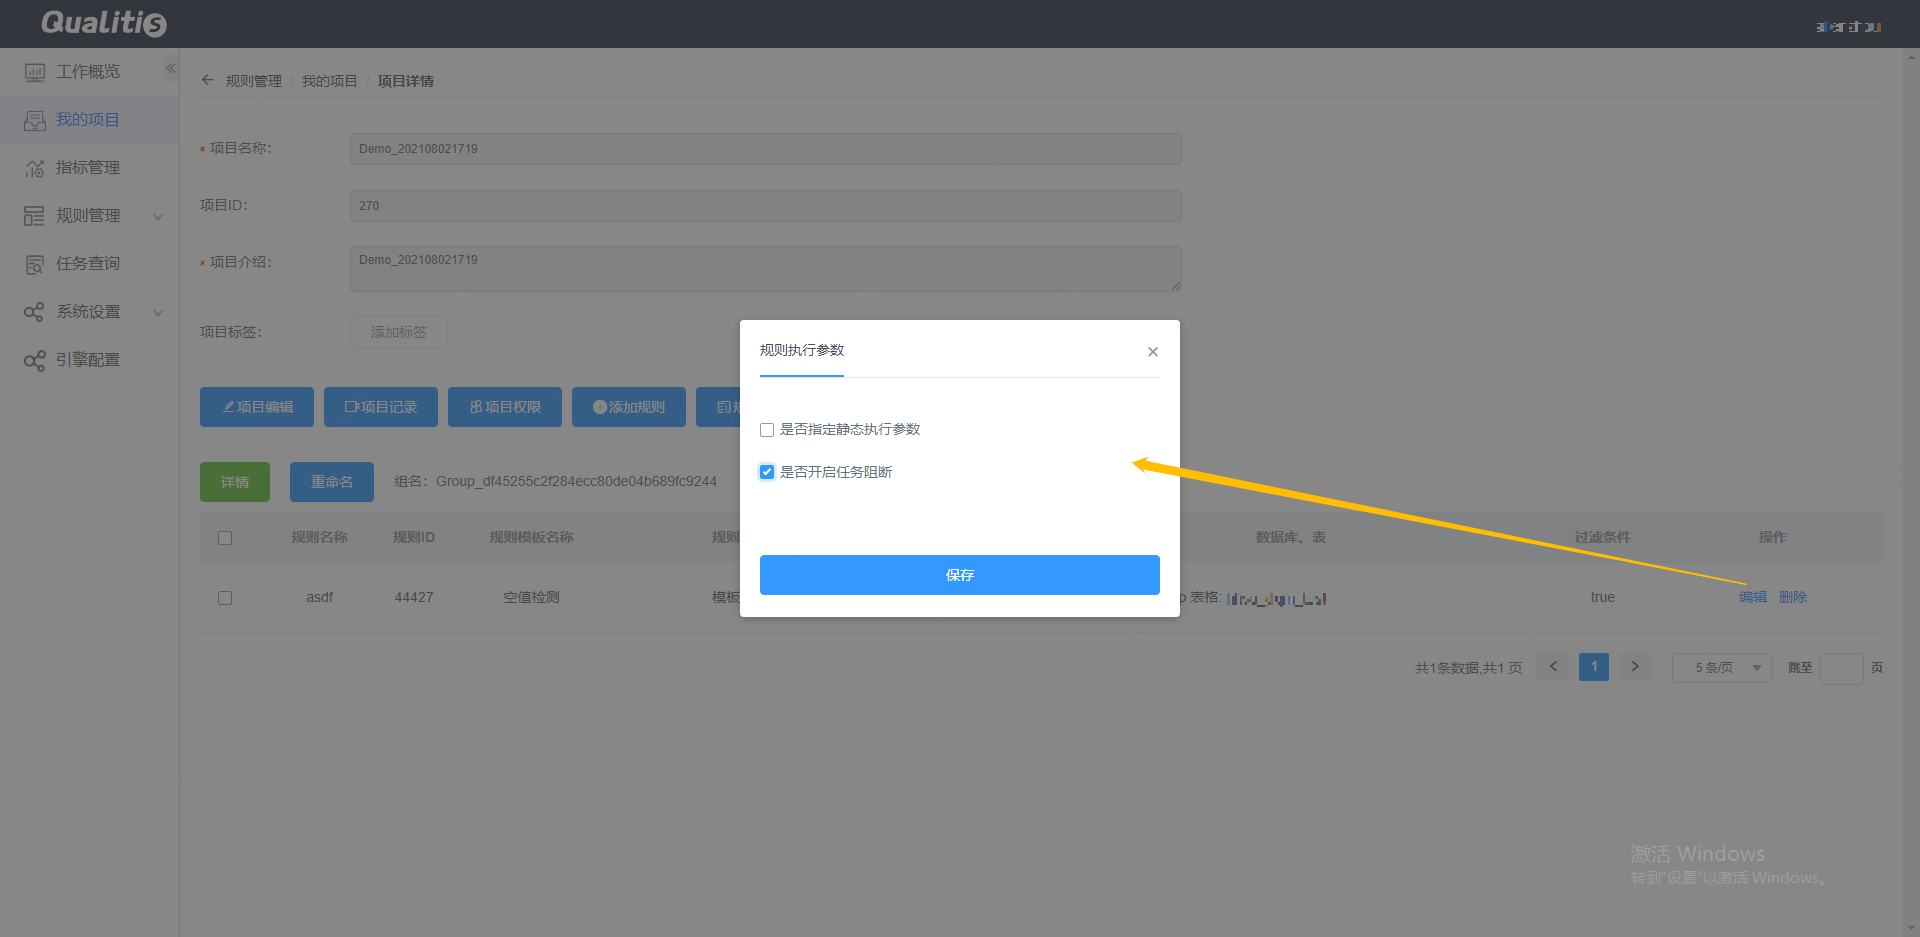 Qualitis
工作概览
我的项目
指标管理
规则管理
任务查询
系统设置
引擎配置
规则管理 / 我的项目 / 项目详情
* 项目名称：
Demo_202108021719
项目ID：
270
* 项目介绍：
Demo_202108021719
项目标签：
添加标签
项目编辑
项目记录
项目权限
添加规则
详情
重命名
组名：Group_df45255c2f284ecc80de04b689fc9244
规则执行参数
是否指定静态执行参数
是否开启任务阻断
保存
规则名称 规则ID 规则模板名称 规则 数据库、表 过滤条件 操作
asdf 44427 空值检测 模板 p 表格: true 编辑 删除
共1条数据,共1 页 < 1 > 5 条/页 跳至 页
激活 Windows
转到"设置"以激活 Windows。